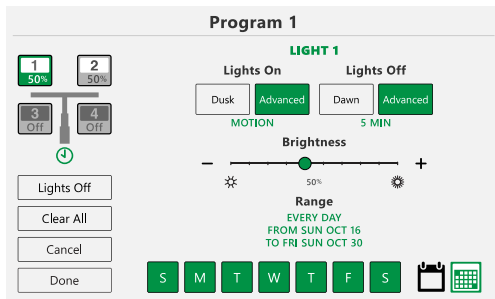 Program 1
1
50%
2
50%
3
Off
4
Off
Lights Off
Clear All
Cancel
Done
LIGHT 1
Lights On
Lights Off
Dusk
Advanced
Dawn
Advanced
MOTION
5 MIN
Brightness
50%
Range
EVERY DAY
FROM SUN OCT 16
TO FRI SUN OCT 30
S M T W T F S